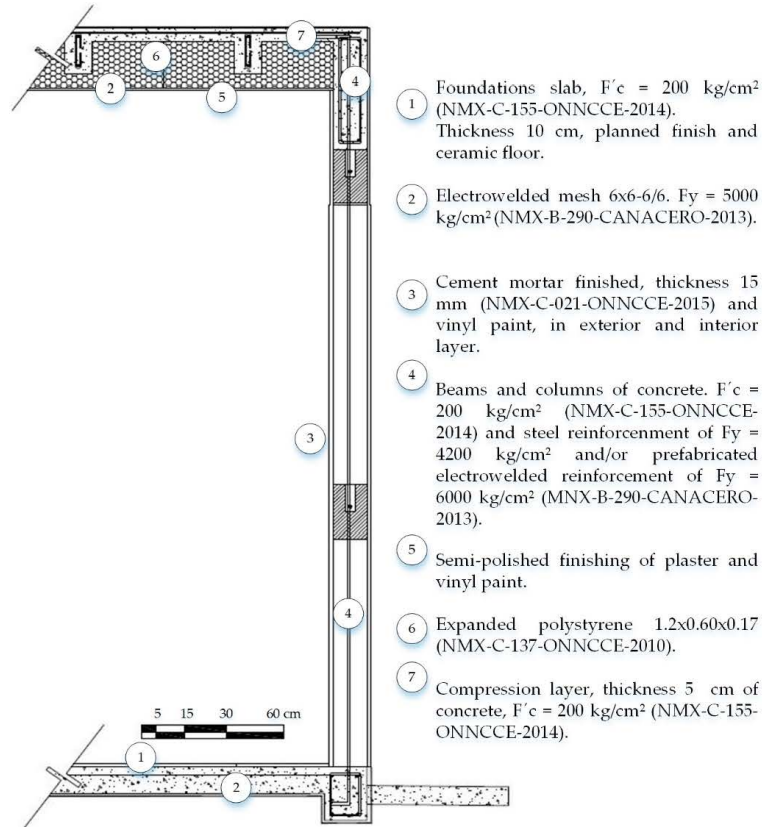 7
6
4
2
5
3
4
5 15 30 60 cm
1
2
1 Foundations slab, F´c = 200 kg/cm²
(NMX-C-155-ONNCCE-2014).
Thickness 10 cm, planned finish and
ceramic floor.
2 Electrowelded mesh 6x6-6/6. Fy = 5000
kg/cm² (NMX-B-290-CANACERO-2013).
3 Cement mortar finished, thickness 15
mm (NMX-C-021-ONNCCE-2015) and
vinyl paint, in exterior and interior
layer.
4 Beams and columns of concrete. F´c =
200 kg/cm² (NMX-C-155-ONNCCE-
2014) and steel reinforcenment of Fy =
4200 kg/cm² and/or prefabricated
electrowelded reinforcement of Fy =
6000 kg/cm² (MNX-B-290-CANACERO-
2013).
5 Semi-polished finishing of plaster and
vinyl paint.
6 Expanded polystyrene 1.2x0.60x0.17
(NMX-C-137-ONNCCE-2010).
7 Compression layer, thickness 5 cm of
concrete, F´c = 200 kg/cm² (NMX-C-155-
ONNCCE-2014).